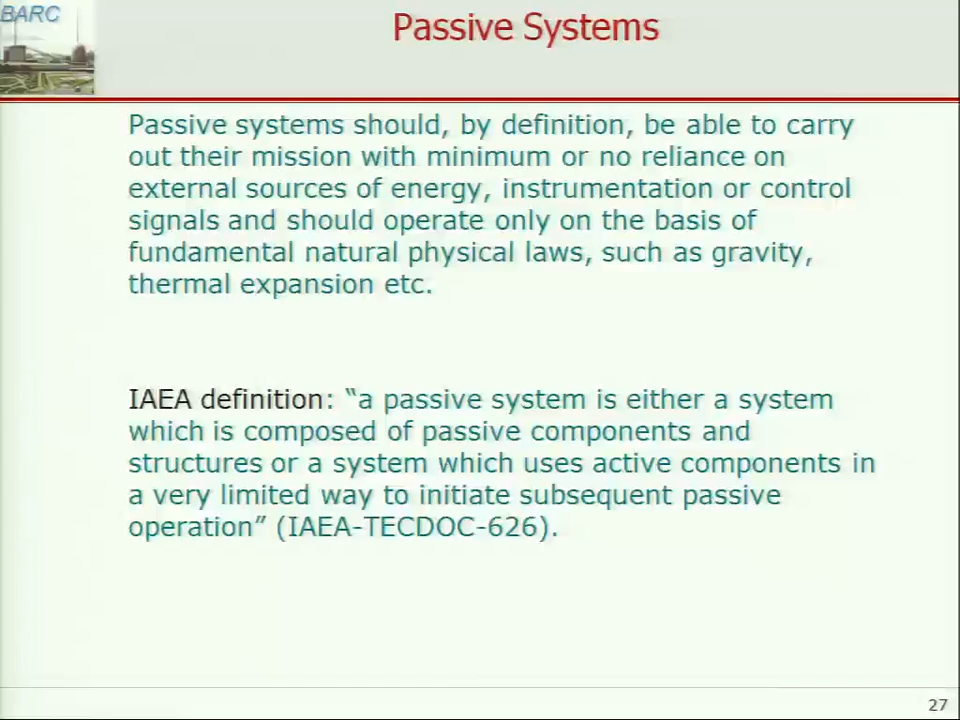 BARC
Passive Systems
Passive systems should, by definition, be able to carry
out their mission with minimum or no reliance on
external sources of energy, instrumentation or control
signals and should operate only on the basis of
fundamental natural physical laws, such as gravity,
thermal expansion etc.
IAEA definition: “a passive system is either a system
which is composed of passive components and
structures or a system which uses active components in
a very limited way to initiate subsequent passive
operation” (IAEA-TECDOC-626).
27